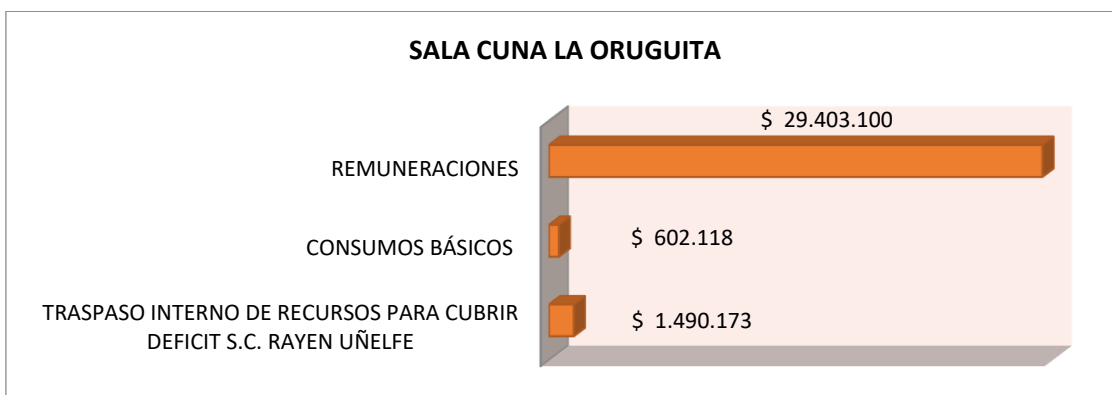 SALA CUNA LA ORUGUITA
$ 29.403.100
REMUNERACIONES
CONSUMOS BÁSICOS
$ 602.118
TRASPASO INTERNO DE RECURSOS PARA CUBRIR
DEFICIT S.C. RAYEN UÑELFE
$ 1.490.173